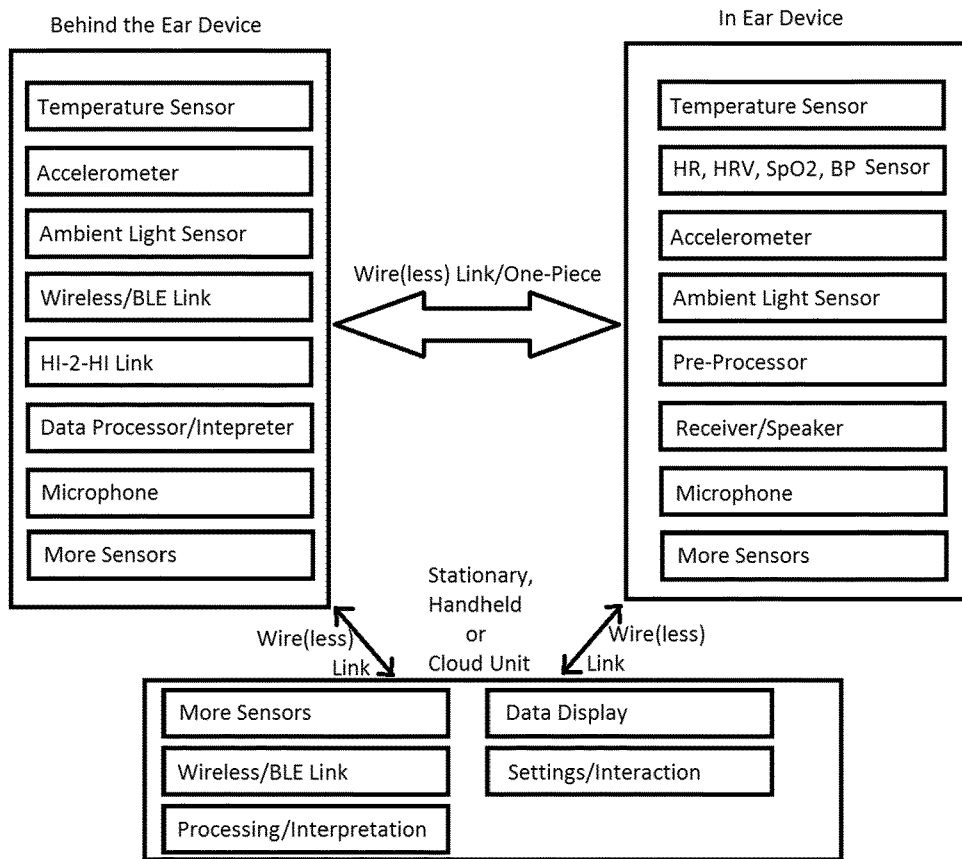 Behind the Ear Device
Temperature Sensor
Accelerometer
Ambient Light Sensor
Wireless/BLE Link
HI-2-HI Link
Data Processor/Intepreter
Microphone
More Sensors
Wire(less) Link/One-Piece
In Ear Device
Temperature Sensor
HR, HRV, SpO2, BP Sensor
Accelerometer
Ambient Light Sensor
Pre-Processor
Receiver/Speaker
Microphone
More Sensors
Wire(less)
Link
Stationary,
Handheld
or
Cloud Unit
Wire(less)
Link
More Sensors
Wireless/BLE Link
Processing/Interpretation
Data Display
Settings/Interaction